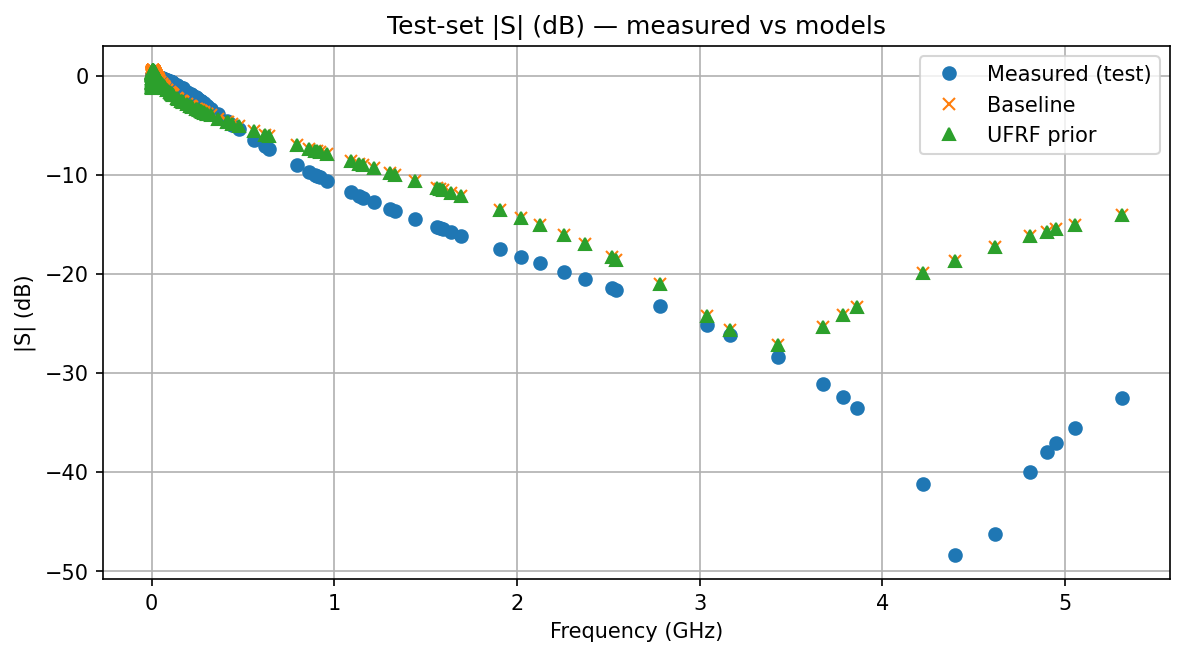 Test-set |S| (dB) — measured vs models
Measured (test)
Baseline
UFRF prior
|S| (dB)
0
−10
−20
−30
−40
−50
0 1 2 3 4 5
Frequency (GHz)